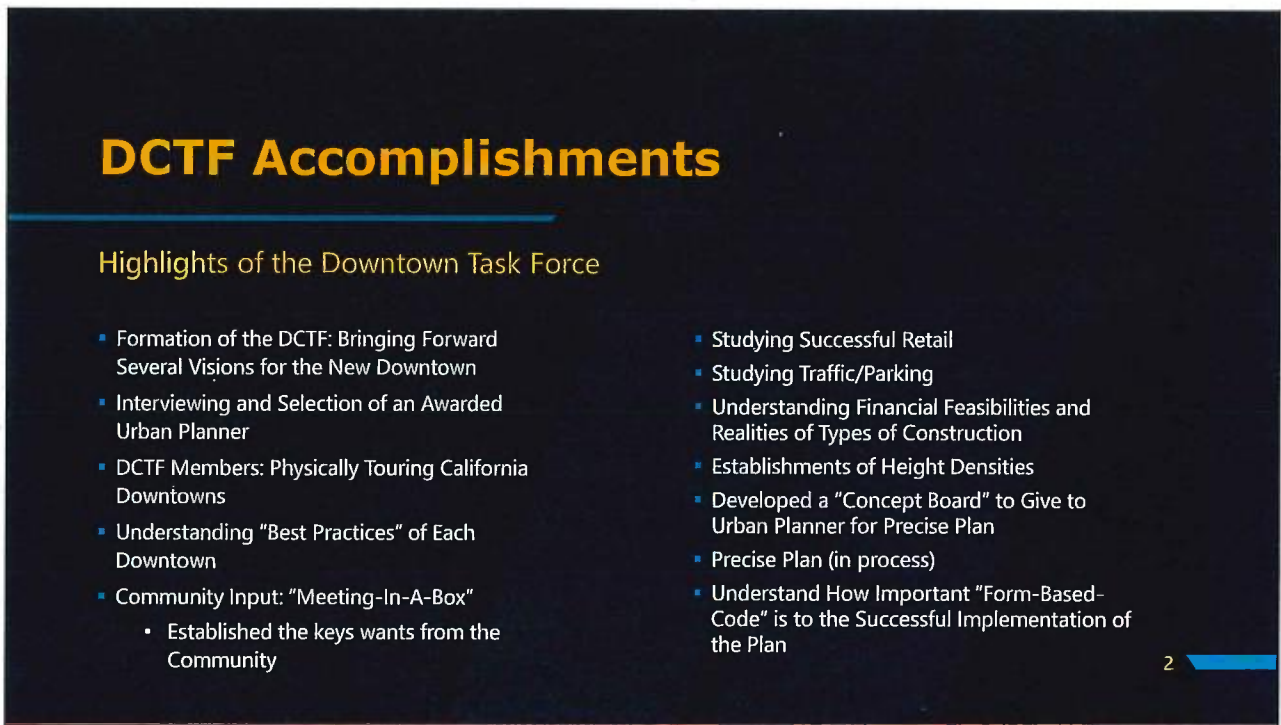 DCTF Accomplishments
Highlights of the Downtown Task Force
▪ Formation of the DCTF: Bringing Forward
Several Visions for the New Downtown
▪ Interviewing and Selection of an Awarded
Urban Planner
▪ DCTF Members: Physically Touring California
Downtowns
▪ Understanding "Best Practices" of Each
Downtown
▪ Community Input: "Meeting-In-A-Box"
• Established the keys wants from the
Community
▪ Studying Successful Retail
▪ Studying Traffic/Parking
▪ Understanding Financial Feasibilities and
Realities of Types of Construction
▪ Establishments of Height Densities
▪ Developed a "Concept Board" to Give to
Urban Planner for Precise Plan
▪ Precise Plan (in process)
▪ Understand How Important "Form-Based-
Code" is to the Successful Implementation of
the Plan
2